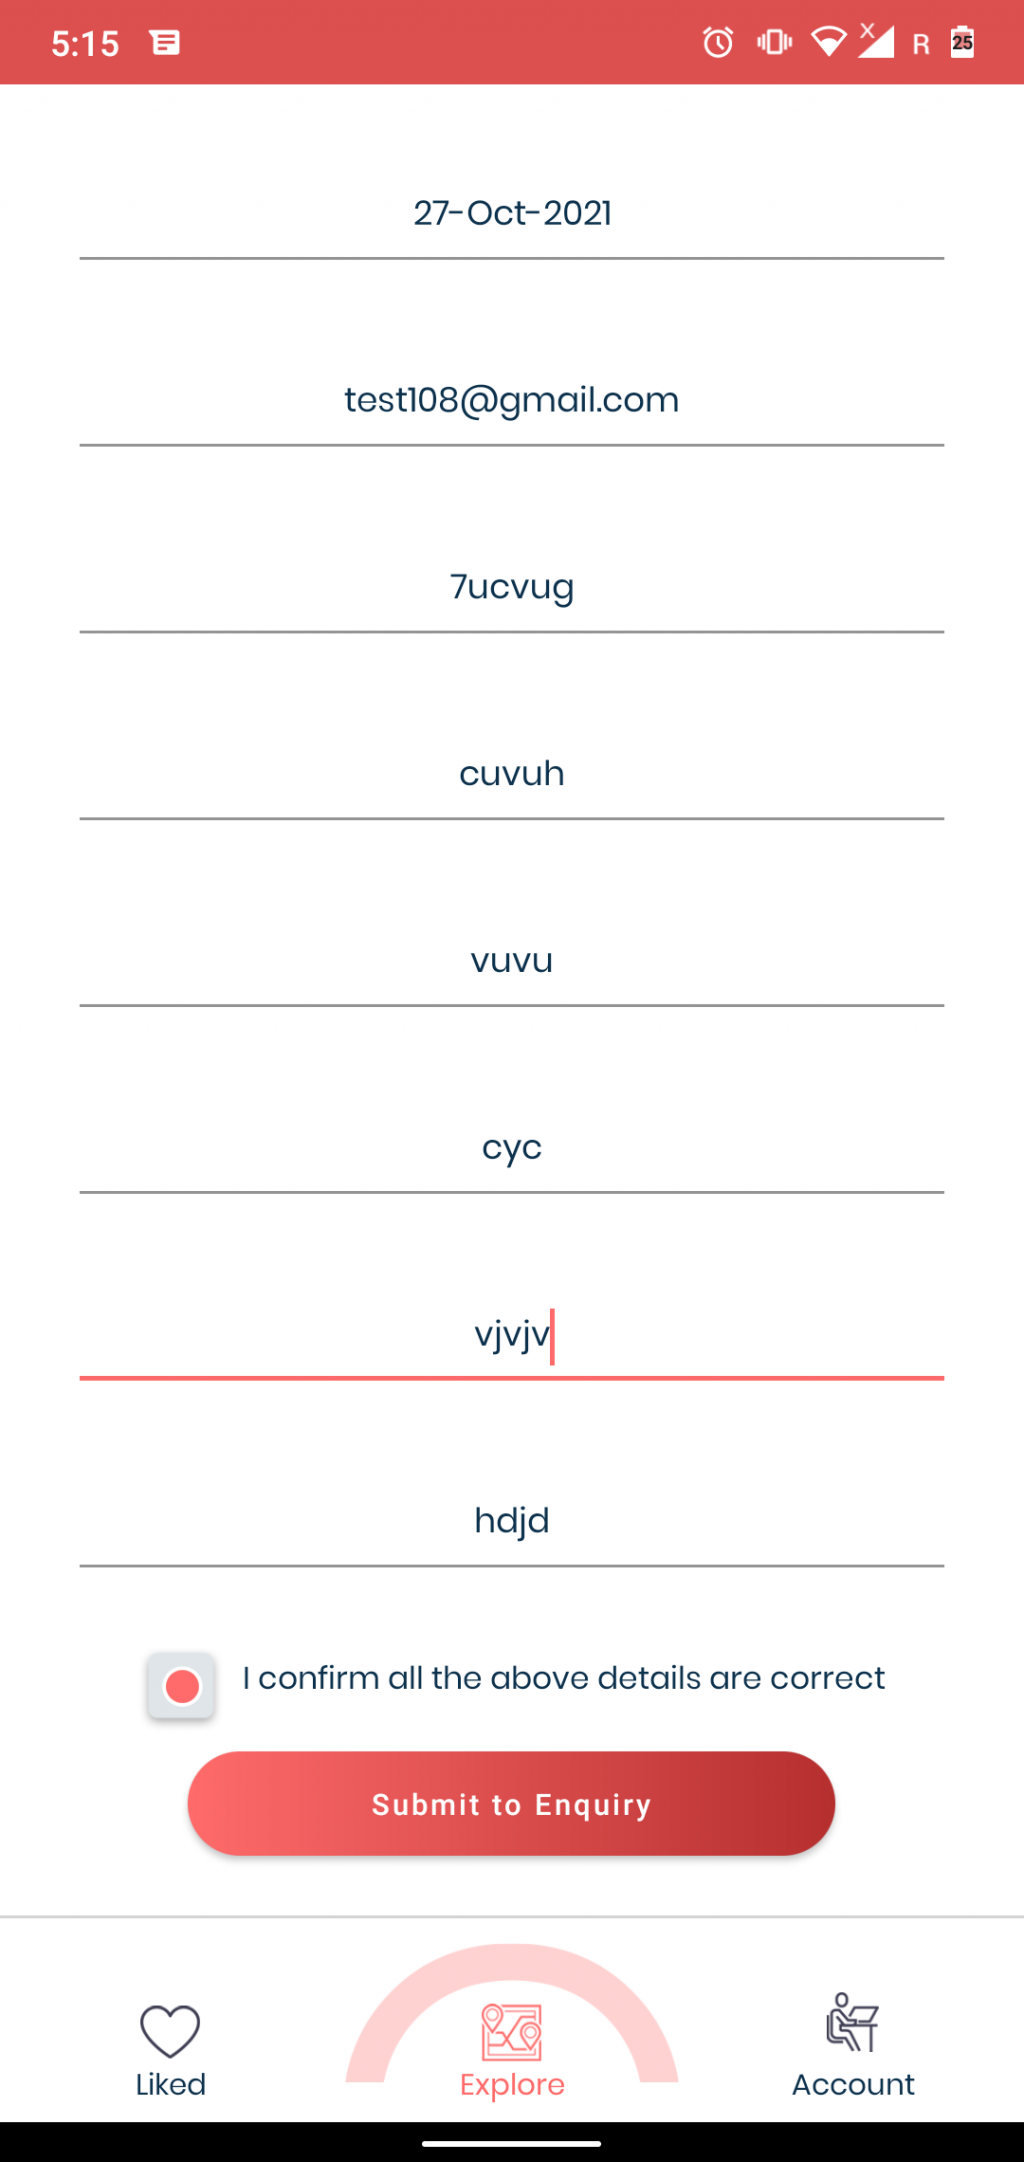 5:15
R
25
27-Oct-2021
test108@gmail.com
7ucvug
cuvuh
vuvu
cyc
vjvjv
hdjd
I confirm all the above details are correct
Submit to Enquiry
Liked
Explore
Account